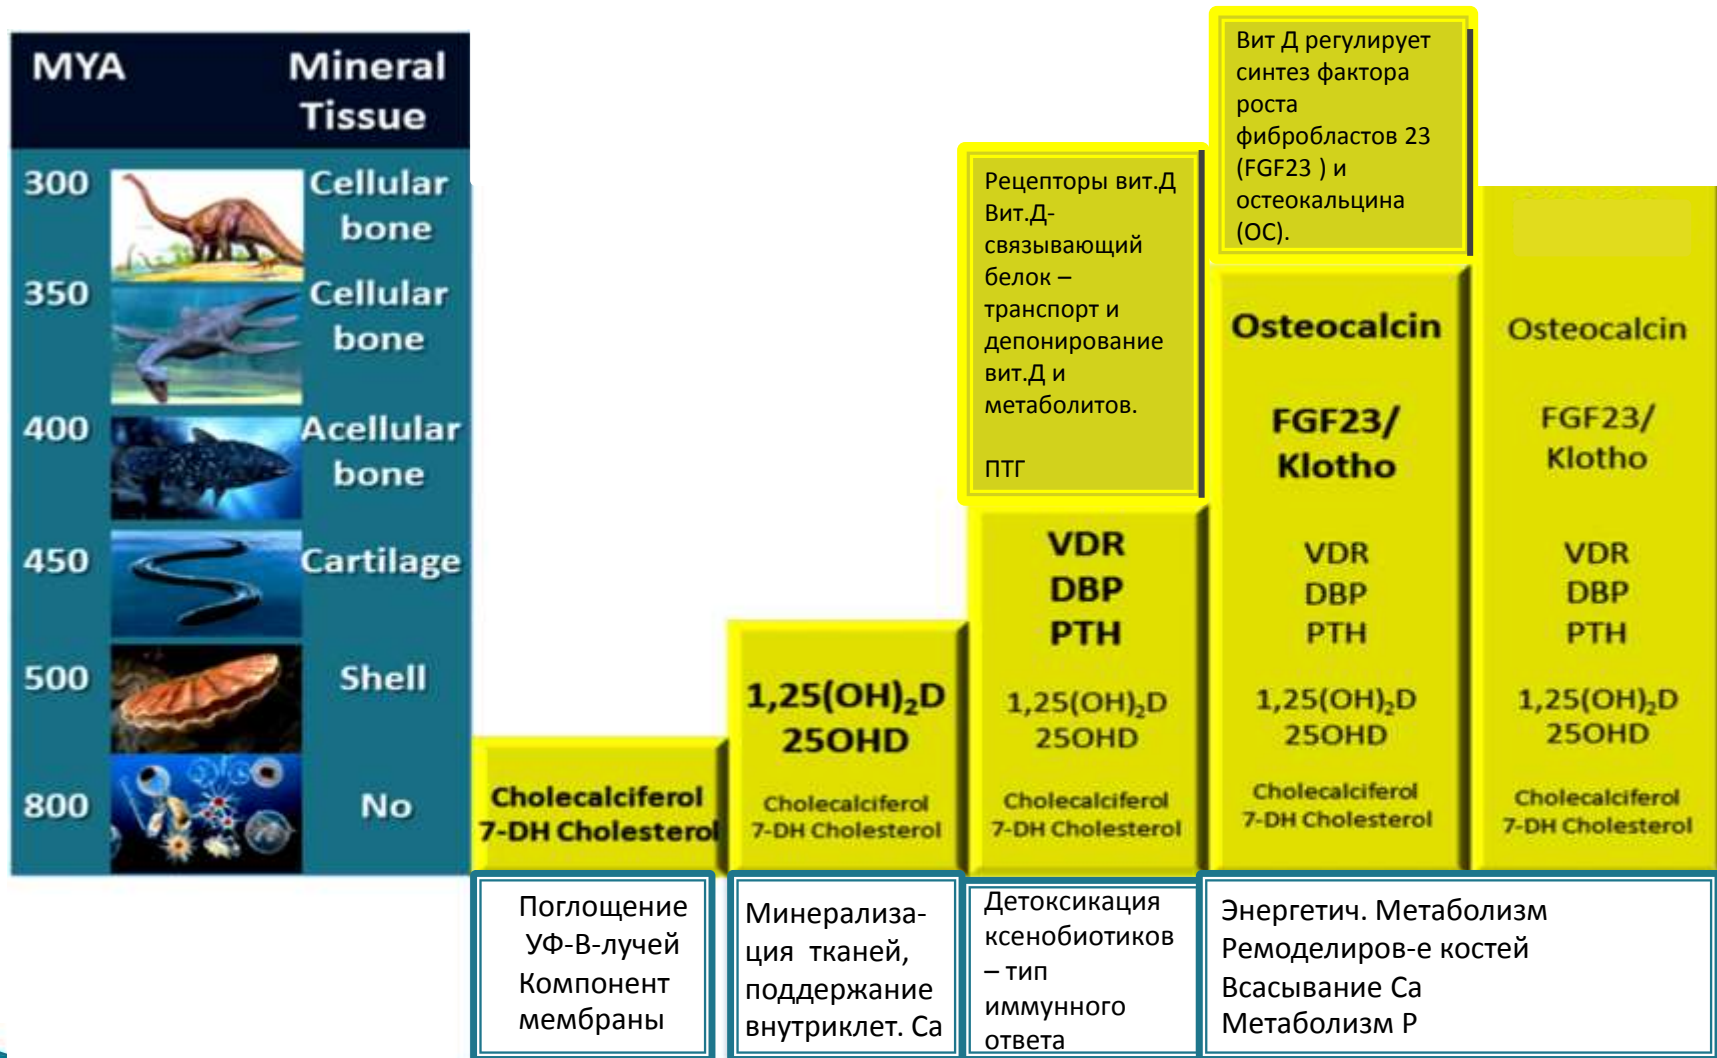 MYA
Mineral
Tissue
300
Cellular
bone
350
Cellular
bone
400
Acellular
bone
450
Cartilage
500
Shell
800
No
Cholecalciferol
7-DH Cholesterol
1,25(OH)₂D
25OHD
Cholecalciferol
7-DH Cholesterol
Рецепторы вит.Д
Вит.Д-
связывающий
белок –
транспорт и
депонирование
вит.Д и
метаболитов.
ПТГ
VDR
DBP
PTH
1,25(OH)₂D
25OHD
Cholecalciferol
7-DH Cholesterol
Вит Д регулирует
синтез фактора
роста
фибробластов 23
(FGF23 ) и
остеокальцина
(ОС).
Osteocalcin
FGF23/
Klotho
VDR
DBP
PTH
1,25(OH)₂D
25OHD
Cholecalciferol
7-DH Cholesterol
Osteocalcin
FGF23/
Klotho
VDR
DBP
PTH
1,25(OH)₂D
25OHD
Cholecalciferol
7-DH Cholesterol
Поглощение
УФ-В-лучей
Компонент
мембраны
Минерализа-
ция тканей,
поддержание
внутриклет. Са
Детоксикация
ксенобиотиков
– тип
иммунного
ответа
Энергетич. Метаболизм
Ремоделиров-е костей
Всасывание Са
Метаболизм Р